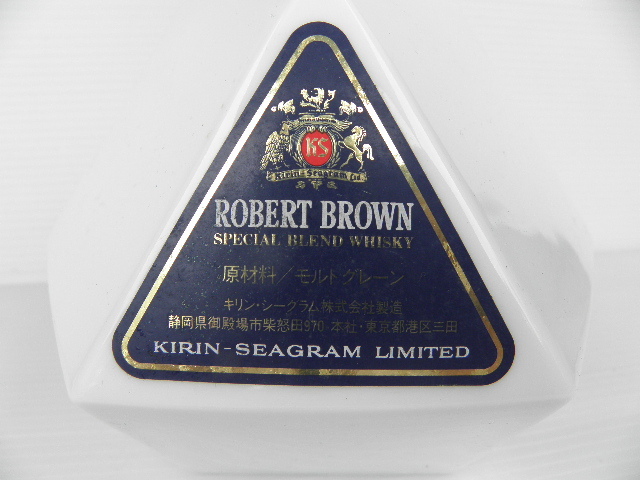 KS
Kirin-Seagram Co.
ROBERT BROWN
SPECIAL BLEND WHISKY
原材料／モルトグレーン
キリン・シーグラム株式会社製造
静岡県御殿場市柴怒田970・本社・東京都港区三田
KIRIN-SEAGRAM LIMITED